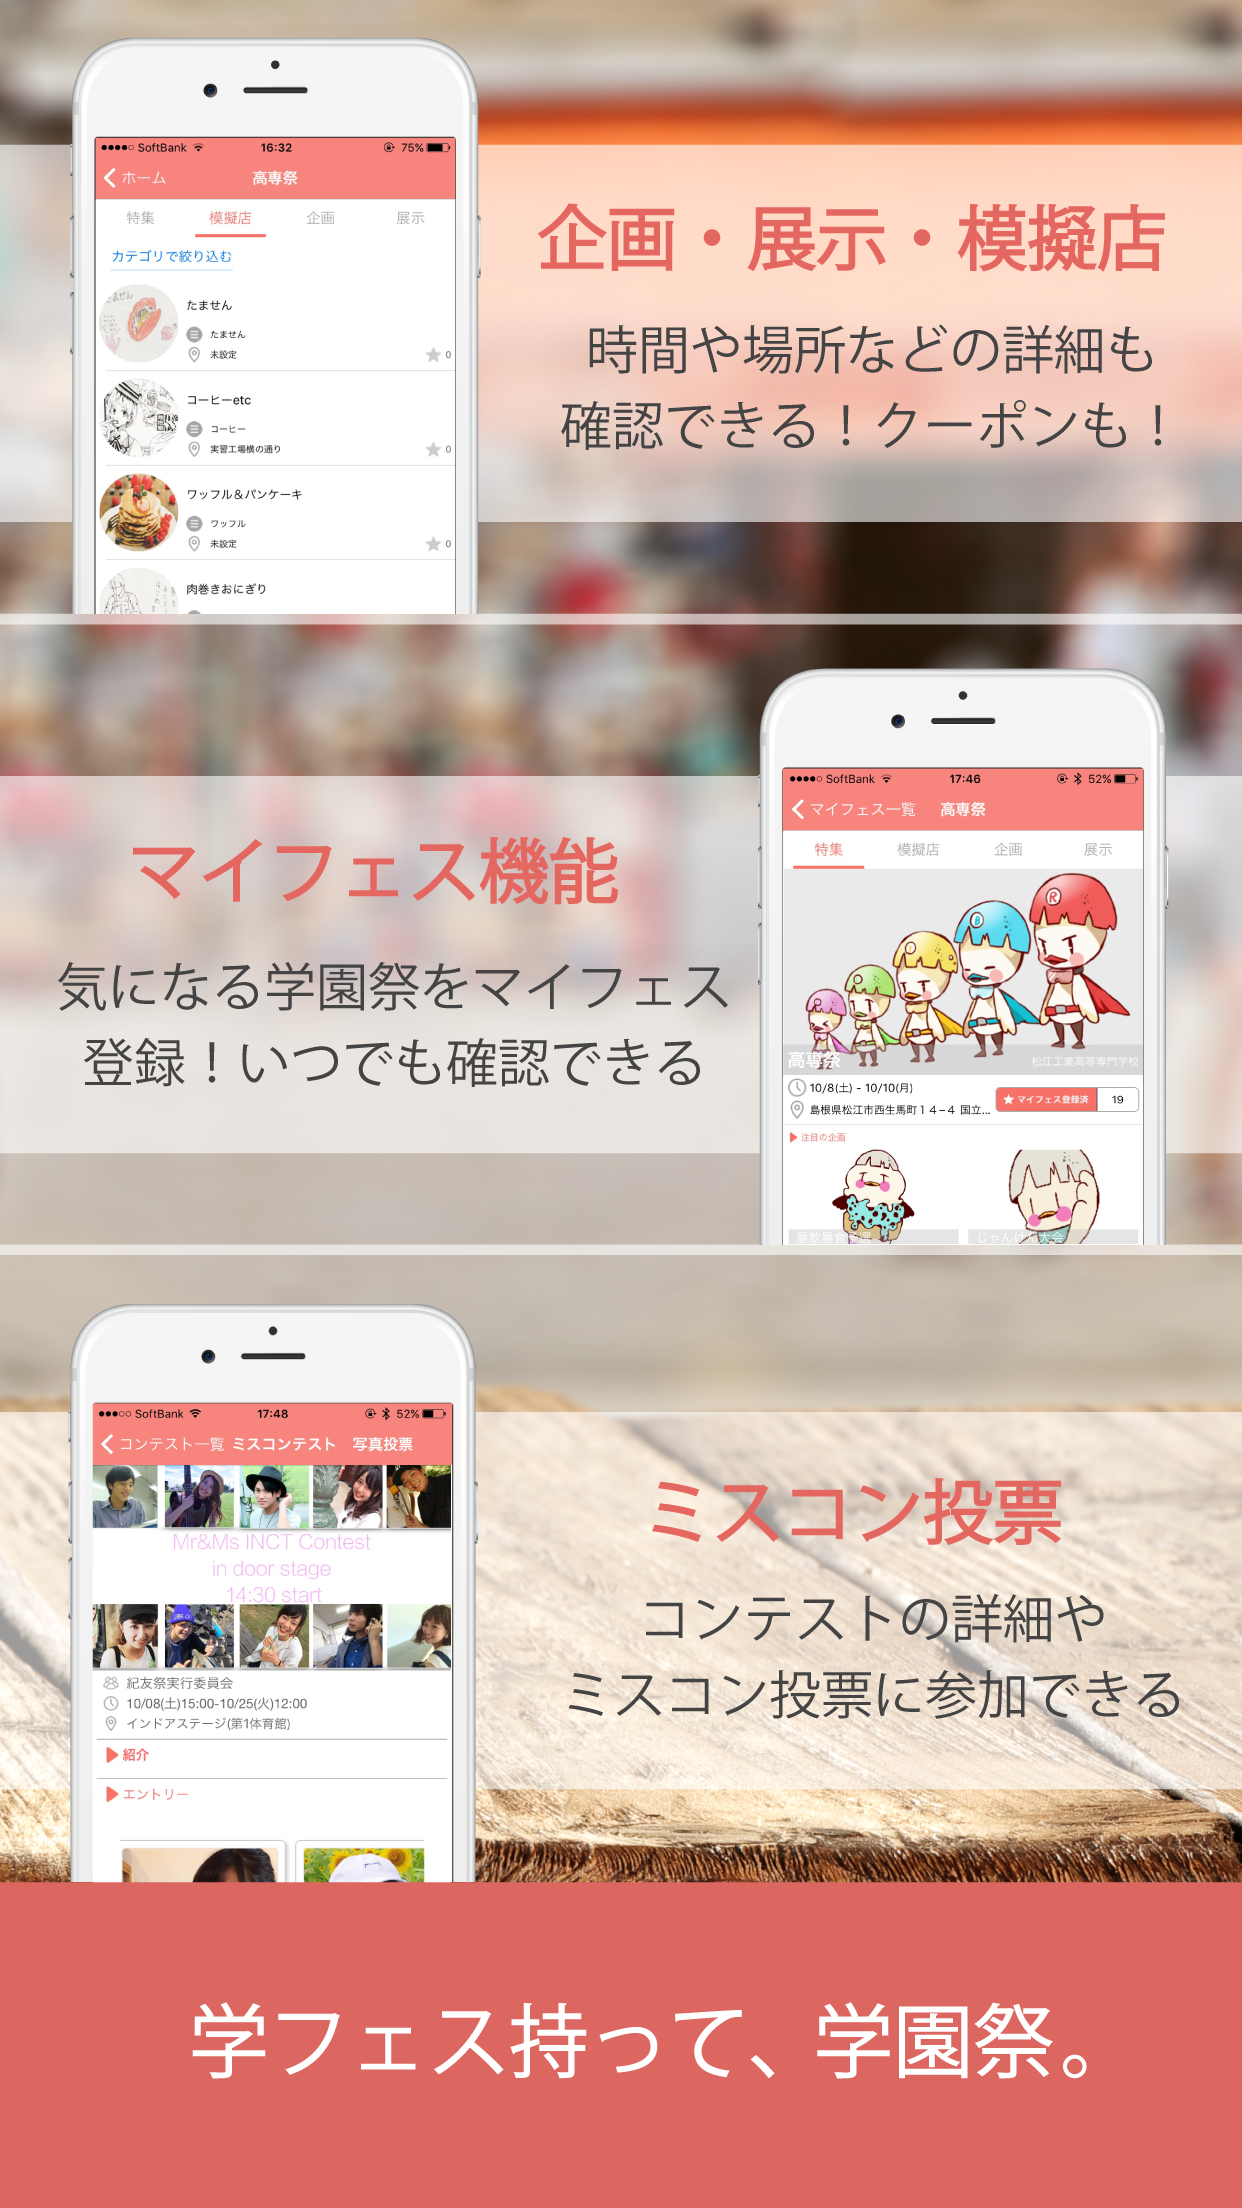 SoftBank 16:32 75%
ホーム 高専祭
特集 模擬店 企画 展示
カテゴリで絞り込む
たません
たません
未設定 0
コーヒーetc
コーヒー
実習工場横の通り 0
ワッフル&パンケーキ
ワッフル
未設定 0
肉巻きおにぎり
企画・展示・模擬店
時間や場所などの詳細も
確認できる！クーポンも！
マイフェス機能
気になる学園祭をマイフェス
登録！いつでも確認できる
SoftBank 17:46 52%
マイフェス一覧 高専祭
特集 模擬店 企画 展示
R
B
高専祭 松江工業高等専門学校
10/8(土) - 10/10(月)
島根県松江市西生馬町１４−４ 国立...
マイフェス登録済 19
注目の企画
じゃんけん大会
SoftBank 17:48 52%
コンテスト一覧 ミスコンテスト 写真投票
Mr&Ms INCT Contest
in door stage
14:30 start
紀友祭実行委員会
10/08(土)15:00-10/25(火)12:00
インドアステージ(第1体育館)
紹介
エントリー
ミスコン投票
コンテストの詳細や
ミスコン投票に参加できる
学フェス持って、学園祭。